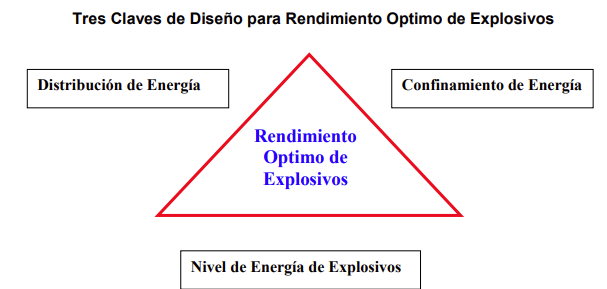 Tres Claves de Diseño para Rendimiento Optimo de Explosivos
Distribución de Energía
Confinamiento de Energía
Rendimiento
Optimo de
Explosivos
Nivel de Energía de Explosivos